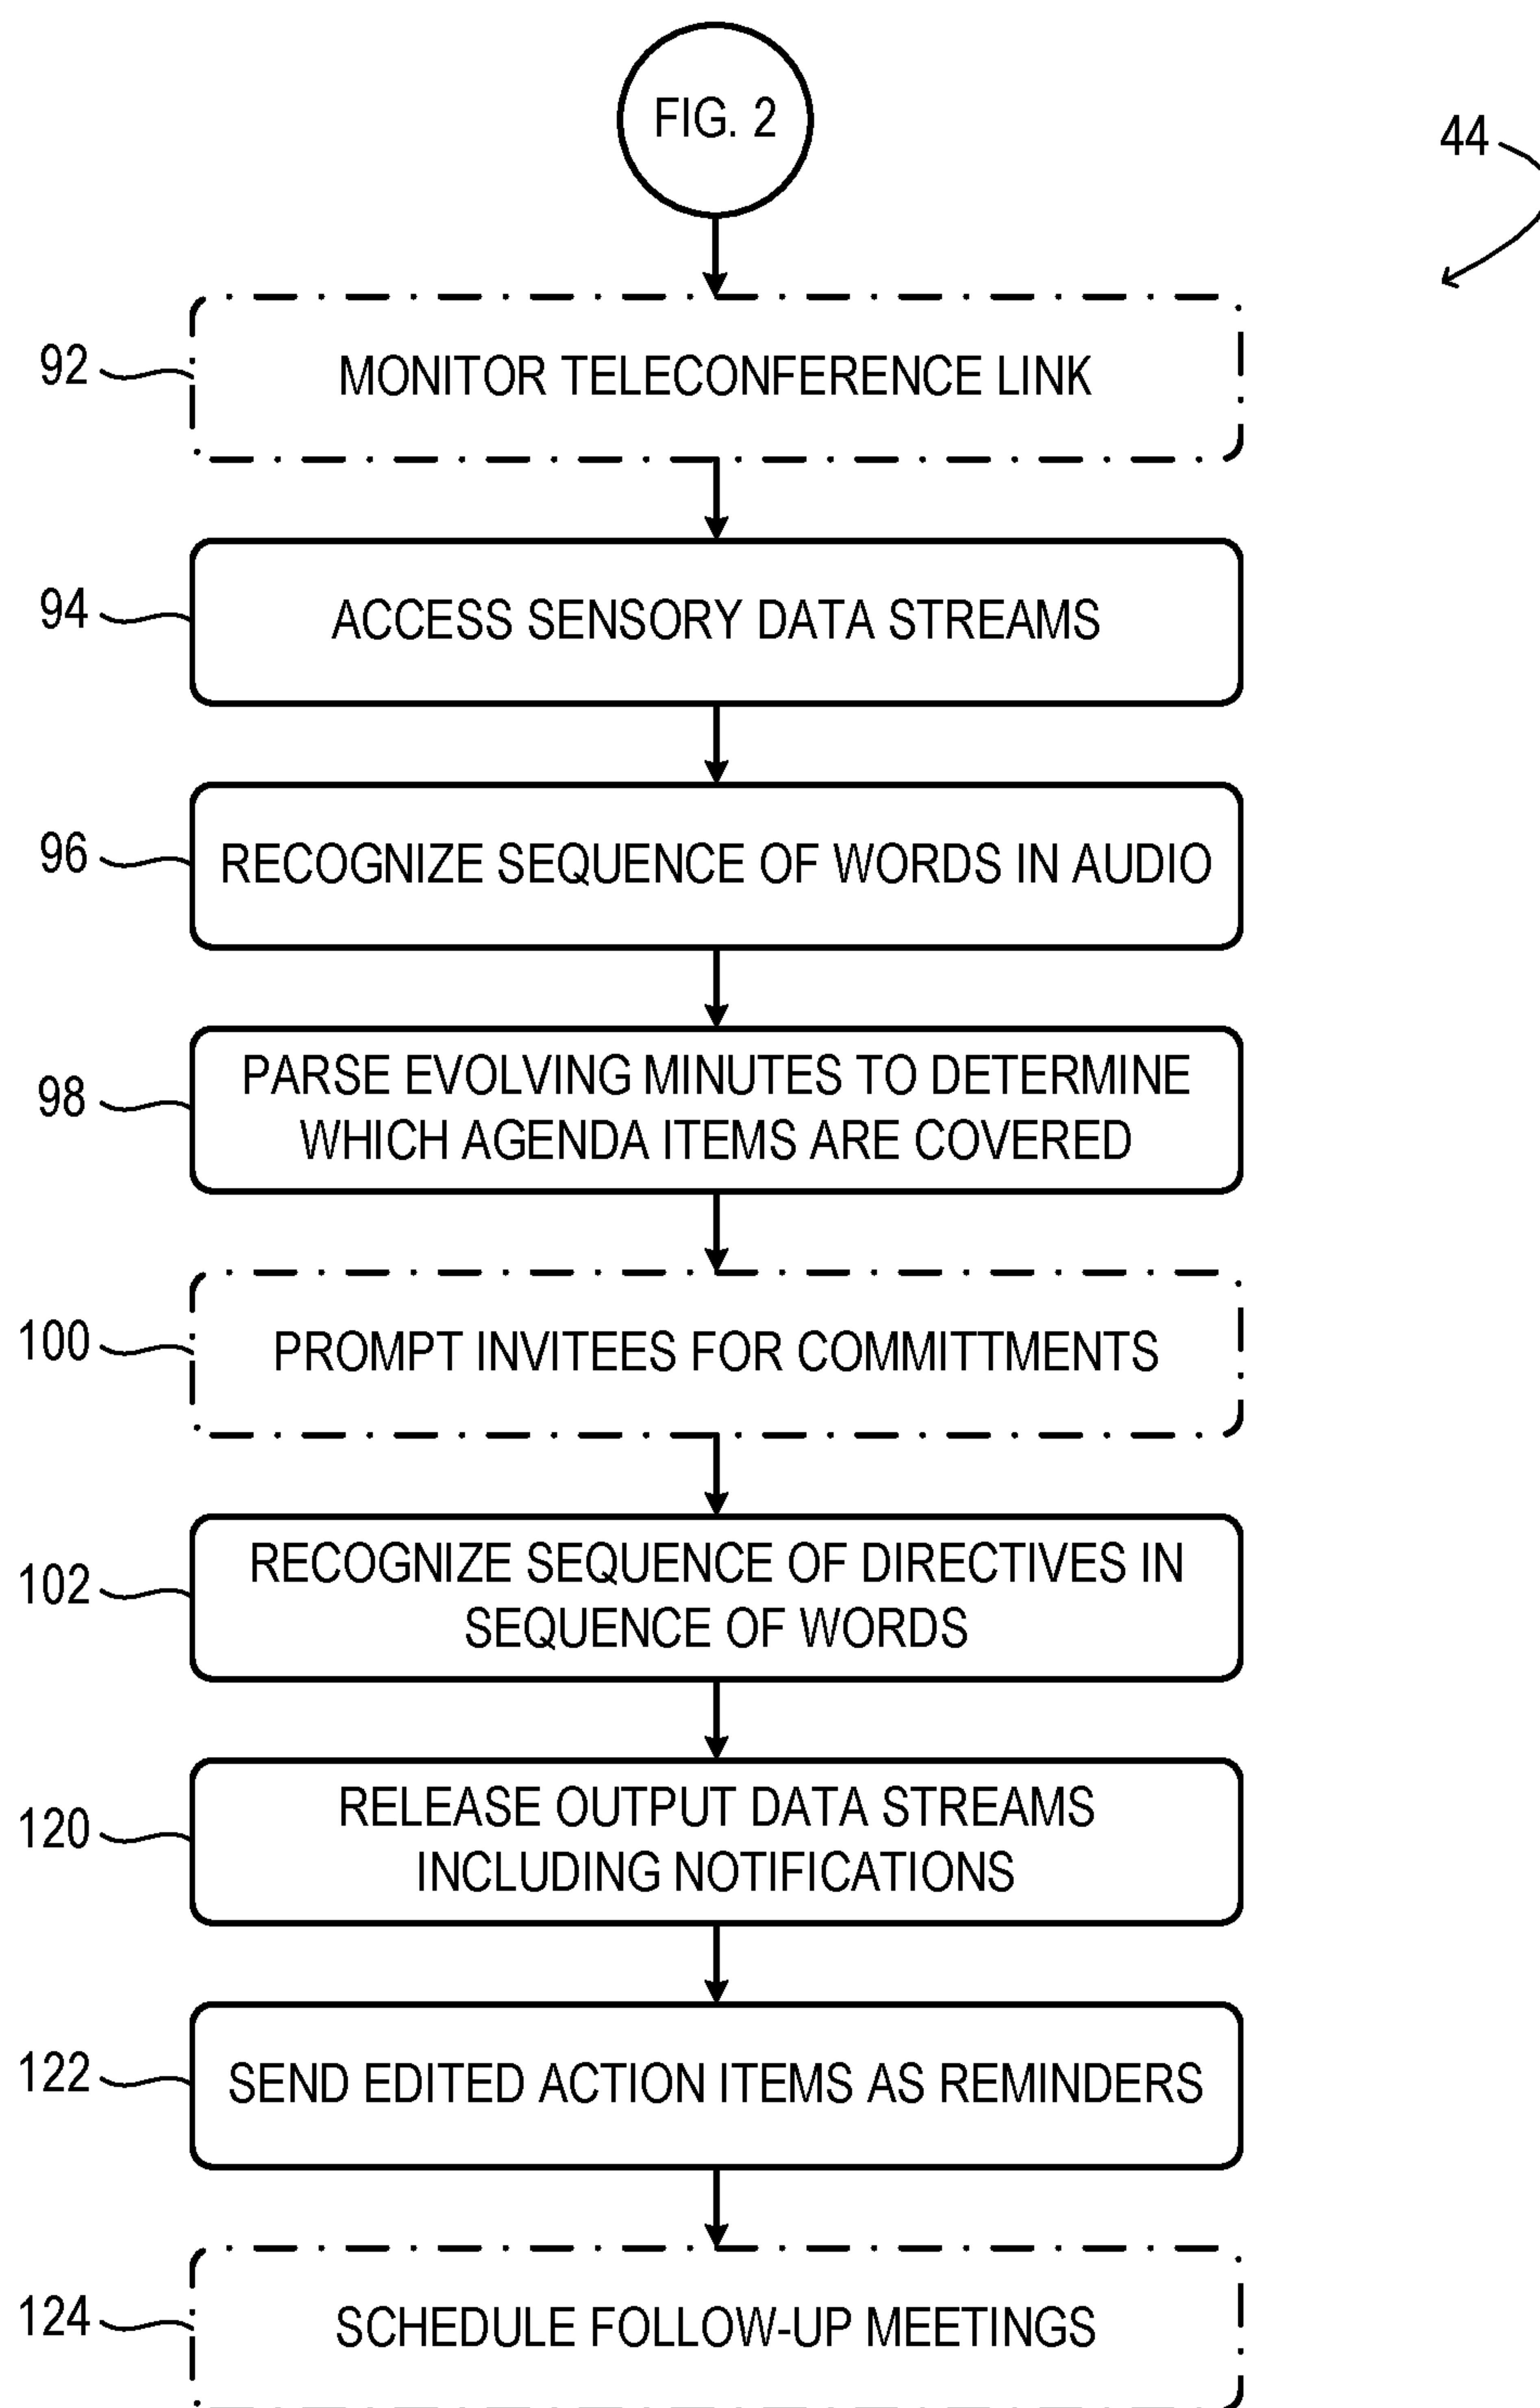 FIG. 2
44
92
MONITOR TELECONFERENCE LINK
94
ACCESS SENSORY DATA STREAMS
96
RECOGNIZE SEQUENCE OF WORDS IN AUDIO
98
PARSE EVOLVING MINUTES TO DETERMINE
WHICH AGENDA ITEMS ARE COVERED
100
PROMPT INVITEES FOR COMMITTMENTS
102
RECOGNIZE SEQUENCE OF DIRECTIVES IN
SEQUENCE OF WORDS
120
RELEASE OUTPUT DATA STREAMS
INCLUDING NOTIFICATIONS
122
SEND EDITED ACTION ITEMS AS REMINDERS
124
SCHEDULE FOLLOW-UP MEETINGS